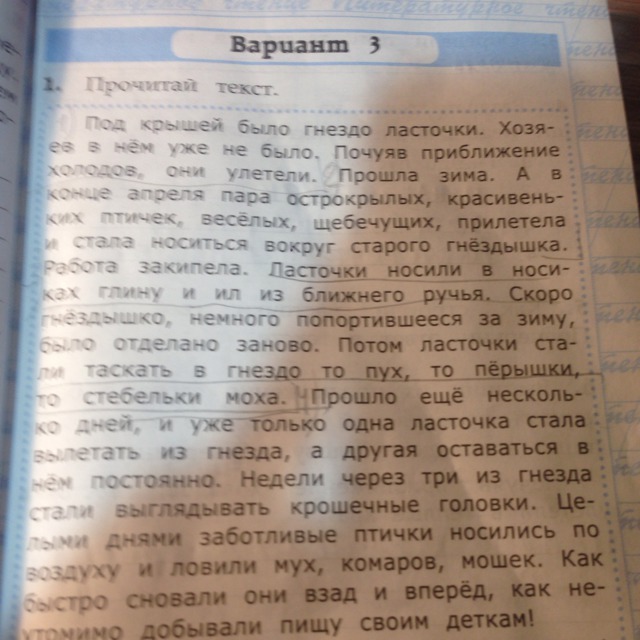 Литературное чтение
Вариант 3
1. Прочитай текст.
Под крышей было гнездо ласточки. Хозя-
ев в нём уже не было. Почуяв приближение
холодов, они улетели. Прошла зима. А в
конце апреля пара острокрылых, красивень-
ких птичек, весёлых, щебечущих, прилетела
и стала носиться вокруг старого гнёздышка.
Работа закипела. Ласточки носили в носи-
ках глину и ил из ближнего ручья. Скоро
гнёздышко, немного попортившееся за зиму,
было отделано заново. Потом ласточки ста-
ли таскать в гнездо то пух, то пёрышки,
то стебельки моха. Прошло ещё несколь-
ко дней, и уже только одна ласточка стала
вылетать из гнезда, а другая оставаться в
нём постоянно. Недели через три из гнезда
стали выглядывать крошечные головки. Це-
лыми днями заботливые птички носились по
воздуху и ловили мух, комаров, мошек. Как
быстро сновали они взад и вперёд, как не-
утомимо добывали пищу своим деткам!